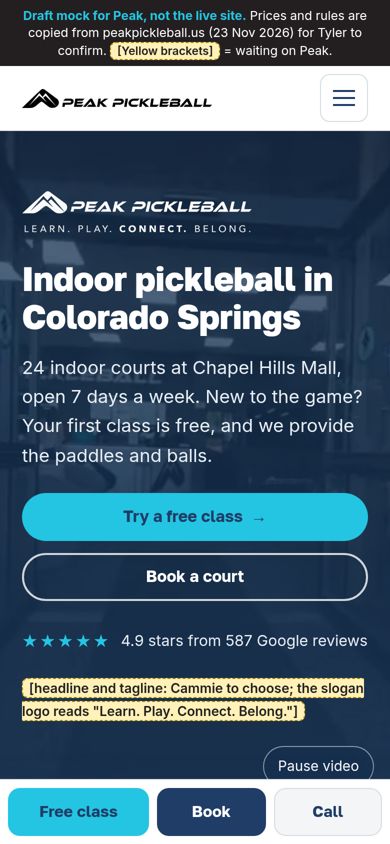 Draft mock for Peak, not the live site. Prices and rules are
copied from peakpickleball.us (23 Nov 2026) for Tyler to
confirm. [Yellow brackets] = waiting on Peak.
PEAK PICKLEBALL
PEAK PICKLEBALL
LEARN. PLAY. CONNECT. BELONG.
Indoor pickleball in
Colorado Springs
24 indoor courts at Chapel Hills Mall,
open 7 days a week. New to the game?
Your first class is free, and we provide
the paddles and balls.
Try a free class →
Book a court
★★★★★ 4.9 stars from 587 Google reviews
[headline and tagline: Cammie to choose; the slogan
logo reads "Learn. Play. Connect. Belong."]
Pause video
Free class
Book
Call